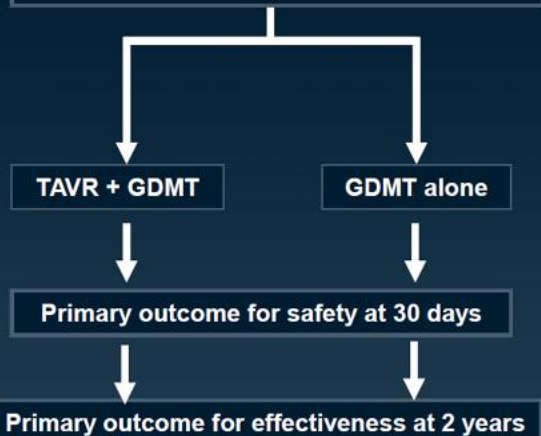 TAVR + GDMT
GDMT alone
Primary outcome for safety at 30 days
Primary outcome for effectiveness at 2 years